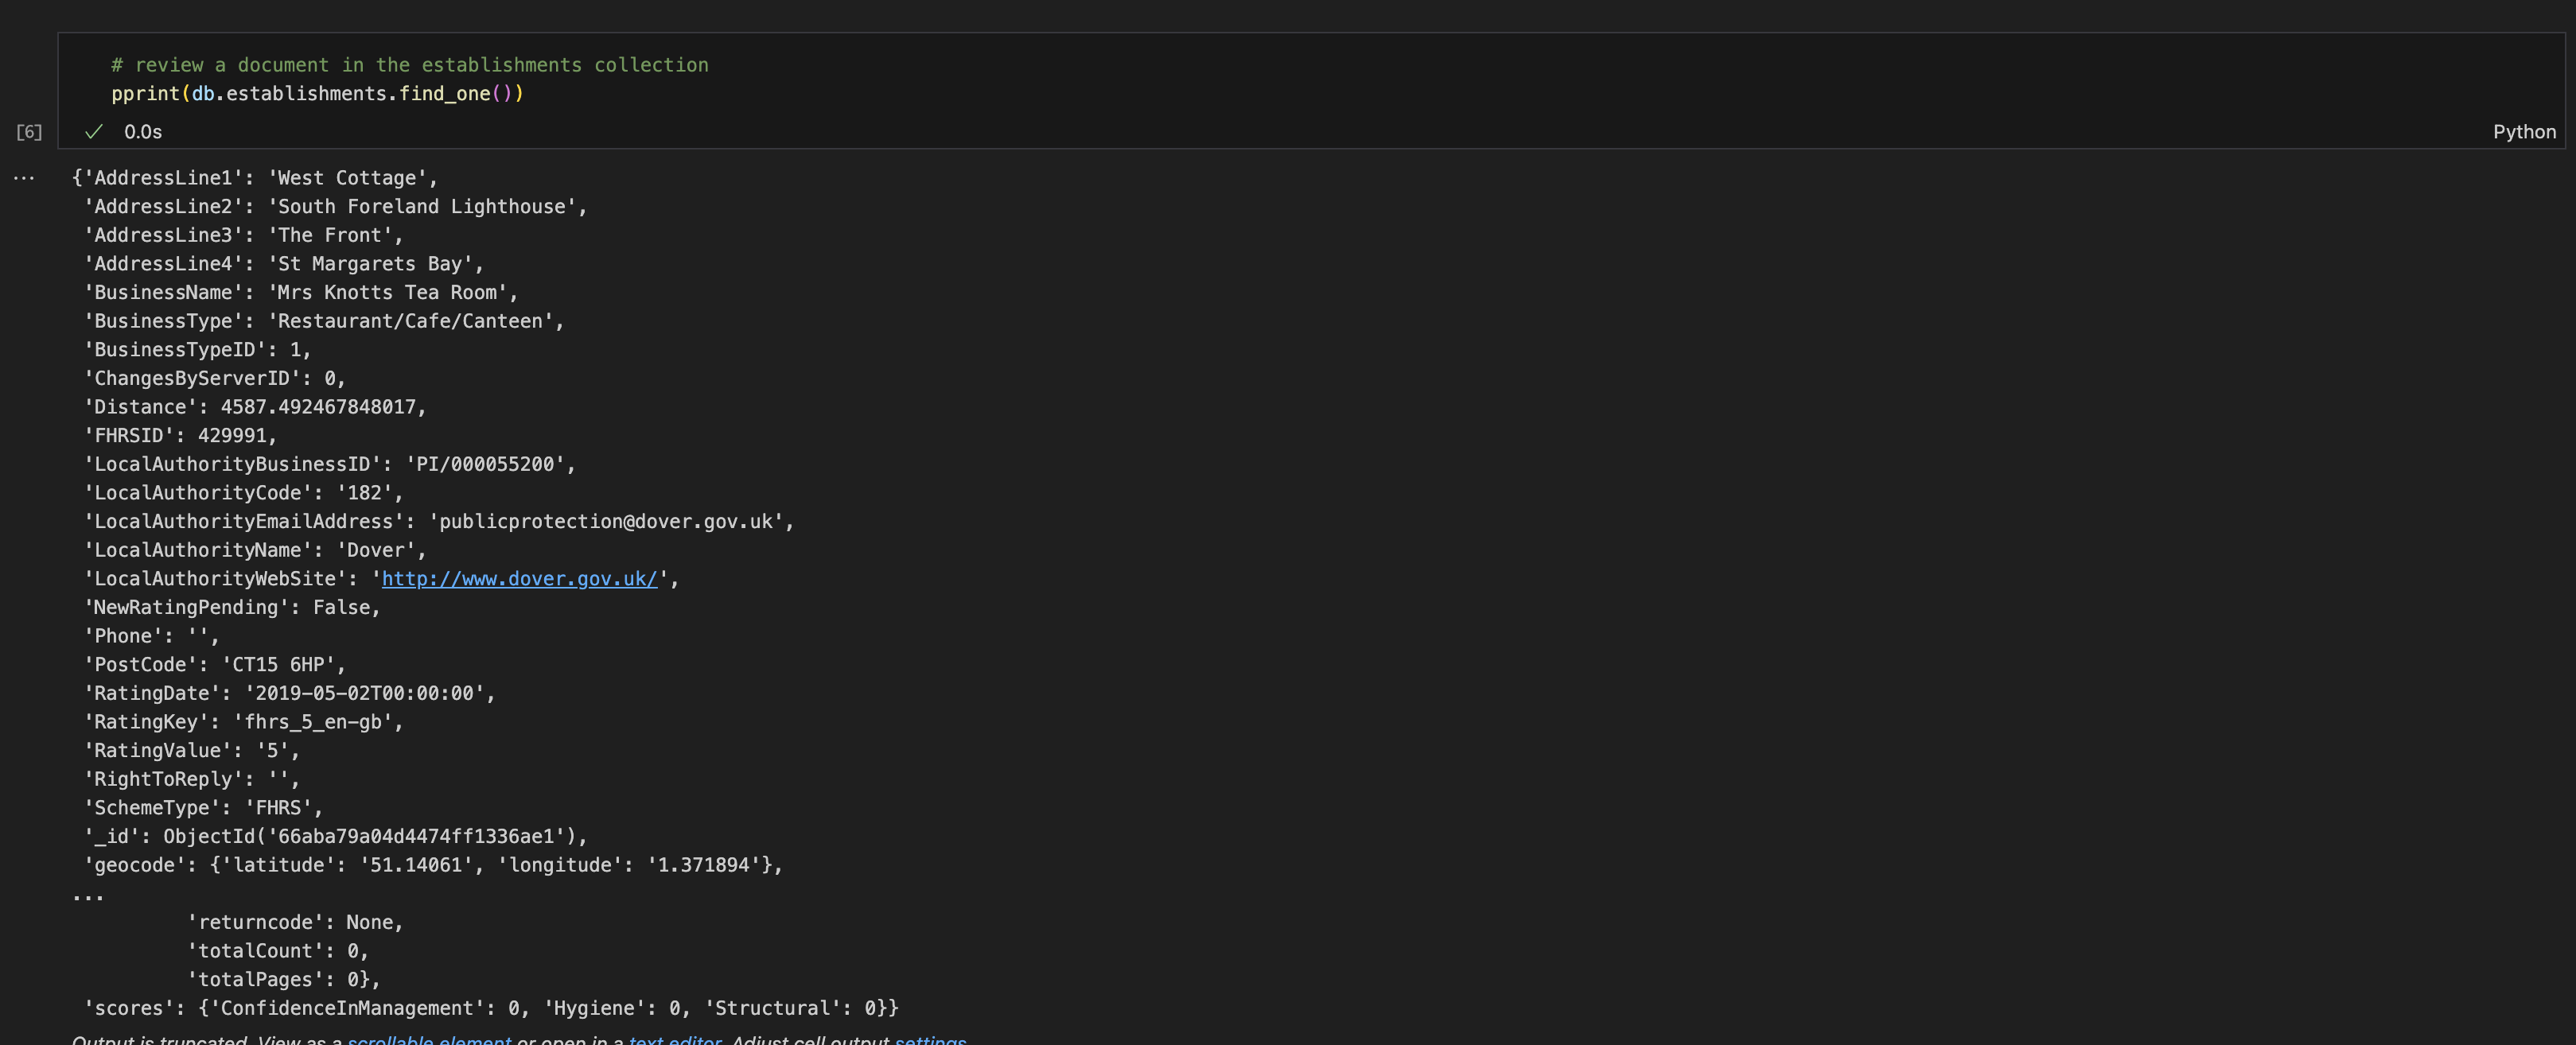 # review a document in the establishments collection
pprint(db.establishments.find_one())
[6]
0.0s
Python
...
{'AddressLine1': 'West Cottage',
'AddressLine2': 'South Foreland Lighthouse',
'AddressLine3': 'The Front',
'AddressLine4': 'St Margarets Bay',
'BusinessName': 'Mrs Knotts Tea Room',
'BusinessType': 'Restaurant/Cafe/Canteen',
'BusinessTypeID': 1,
'ChangesByServerID': 0,
'Distance': 4587.492467848017,
'FHRSID': 429991,
'LocalAuthorityBusinessID': 'PI/000055200',
'LocalAuthorityCode': '182',
'LocalAuthorityEmailAddress': 'publicprotection@dover.gov.uk',
'LocalAuthorityName': 'Dover',
'LocalAuthorityWebSite': 'http://www.dover.gov.uk/',
'NewRatingPending': False,
'Phone': '',
'PostCode': 'CT15 6HP',
'RatingDate': '2019-05-02T00:00:00',
'RatingKey': 'fhrs_5_en-gb',
'RatingValue': '5',
'RightToReply': '',
'SchemeType': 'FHRS',
'_id': ObjectId('66aba79a04d4474ff1336ae1'),
'geocode': {'latitude': '51.14061', 'longitude': '1.371894'},
...
'returncode': None,
'totalCount': 0,
'totalPages': 0},
'scores': {'ConfidenceInManagement': 0, 'Hygiene': 0, 'Structural': 0}}
Output is truncated. View as a scrollable element or open in a text editor. Adjust cell output settings